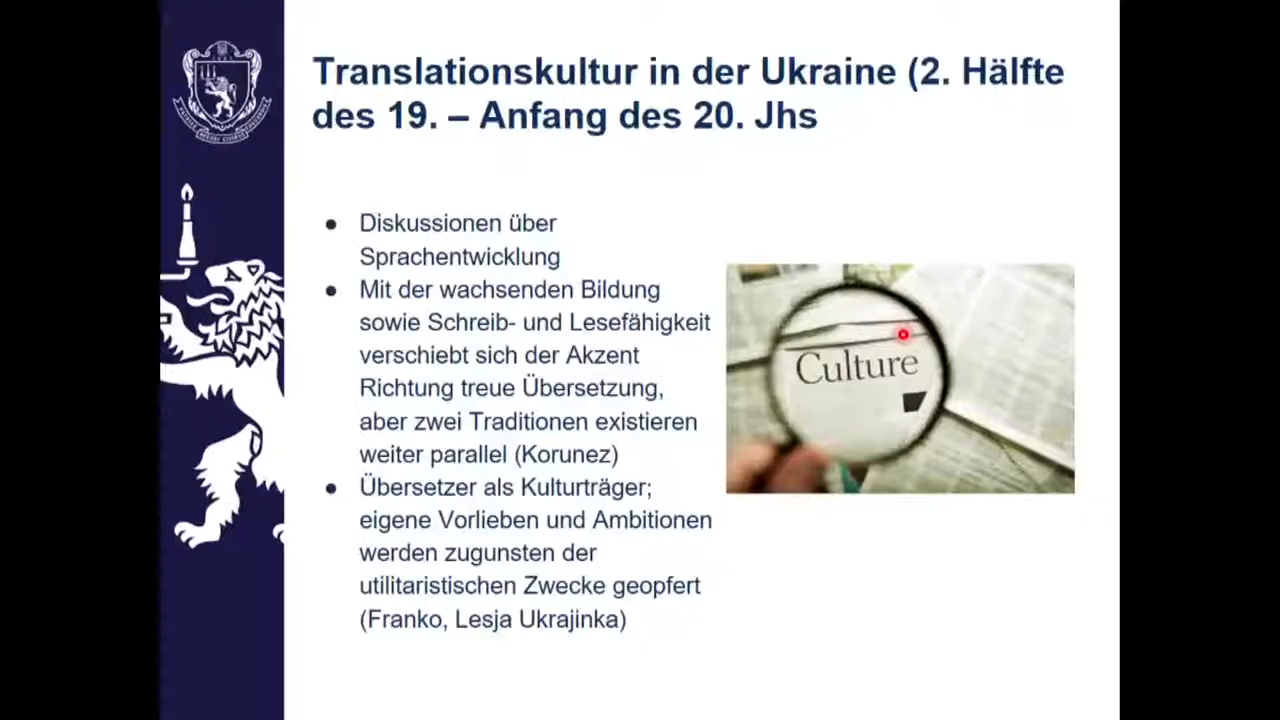 Translationskultur in der Ukraine (2. Hälfte
des 19. – Anfang des 20. Jhs
● Diskussionen über
Sprachentwicklung
● Mit der wachsenden Bildung
sowie Schreib- und Lesefähigkeit
verschiebt sich der Akzent
Richtung treue Übersetzung,
aber zwei Traditionen existieren
weiter parallel (Korunez)
● Übersetzer als Kulturträger;
eigene Vorlieben und Ambitionen
werden zugunsten der
utilitaristischen Zwecke geopfert
(Franko, Lesja Ukrajinka)
Culture